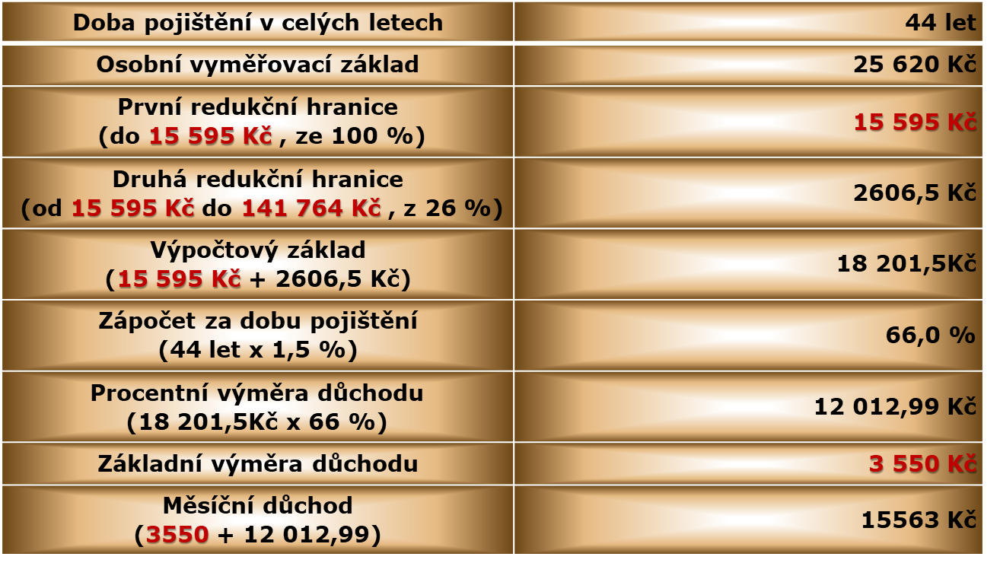 Doba pojištění v celých letech
44 let
Osobní vyměřovací základ
25 620 Kč
První redukční hranice
(do 15 595 Kč , ze 100 %)
15 595 Kč
Druhá redukční hranice
(od 15 595 Kč do 141 764 Kč , z 26 %)
2606,5 Kč
Výpočtový základ
(15 595 Kč + 2606,5 Kč)
18 201,5Kč
Zápočet za dobu pojištění
(44 let x 1,5 %)
66,0 %
Procentní výměra důchodu
(18 201,5Kč x 66 %)
12 012,99 Kč
Základní výměra důchodu
3 550 Kč
Měsíční důchod
(3550 + 12 012,99)
15563 Kč